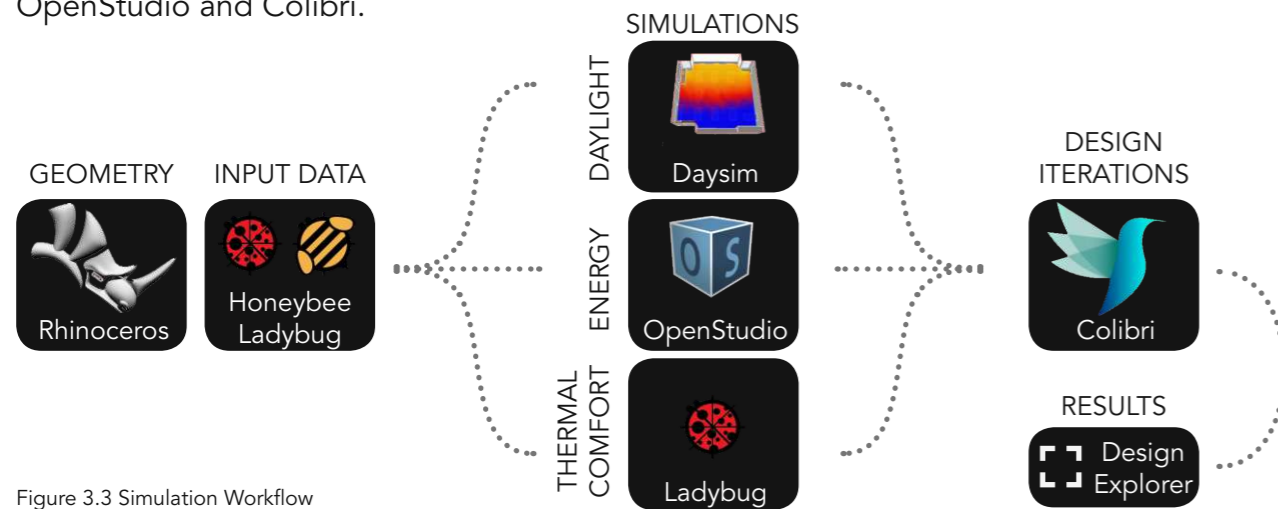 OpenStudio and Colibri.
SIMULATIONS
GEOMETRY
Rhinoceros
INPUT DATA
Honeybee
Ladybug
DAYLIGHT
Daysim
ENERGY
OS
OpenStudio
THERMAL
COMFORT
Ladybug
DESIGN
ITERATIONS
Colibri
RESULTS
Design
Explorer
Figure 3.3 Simulation Workflow